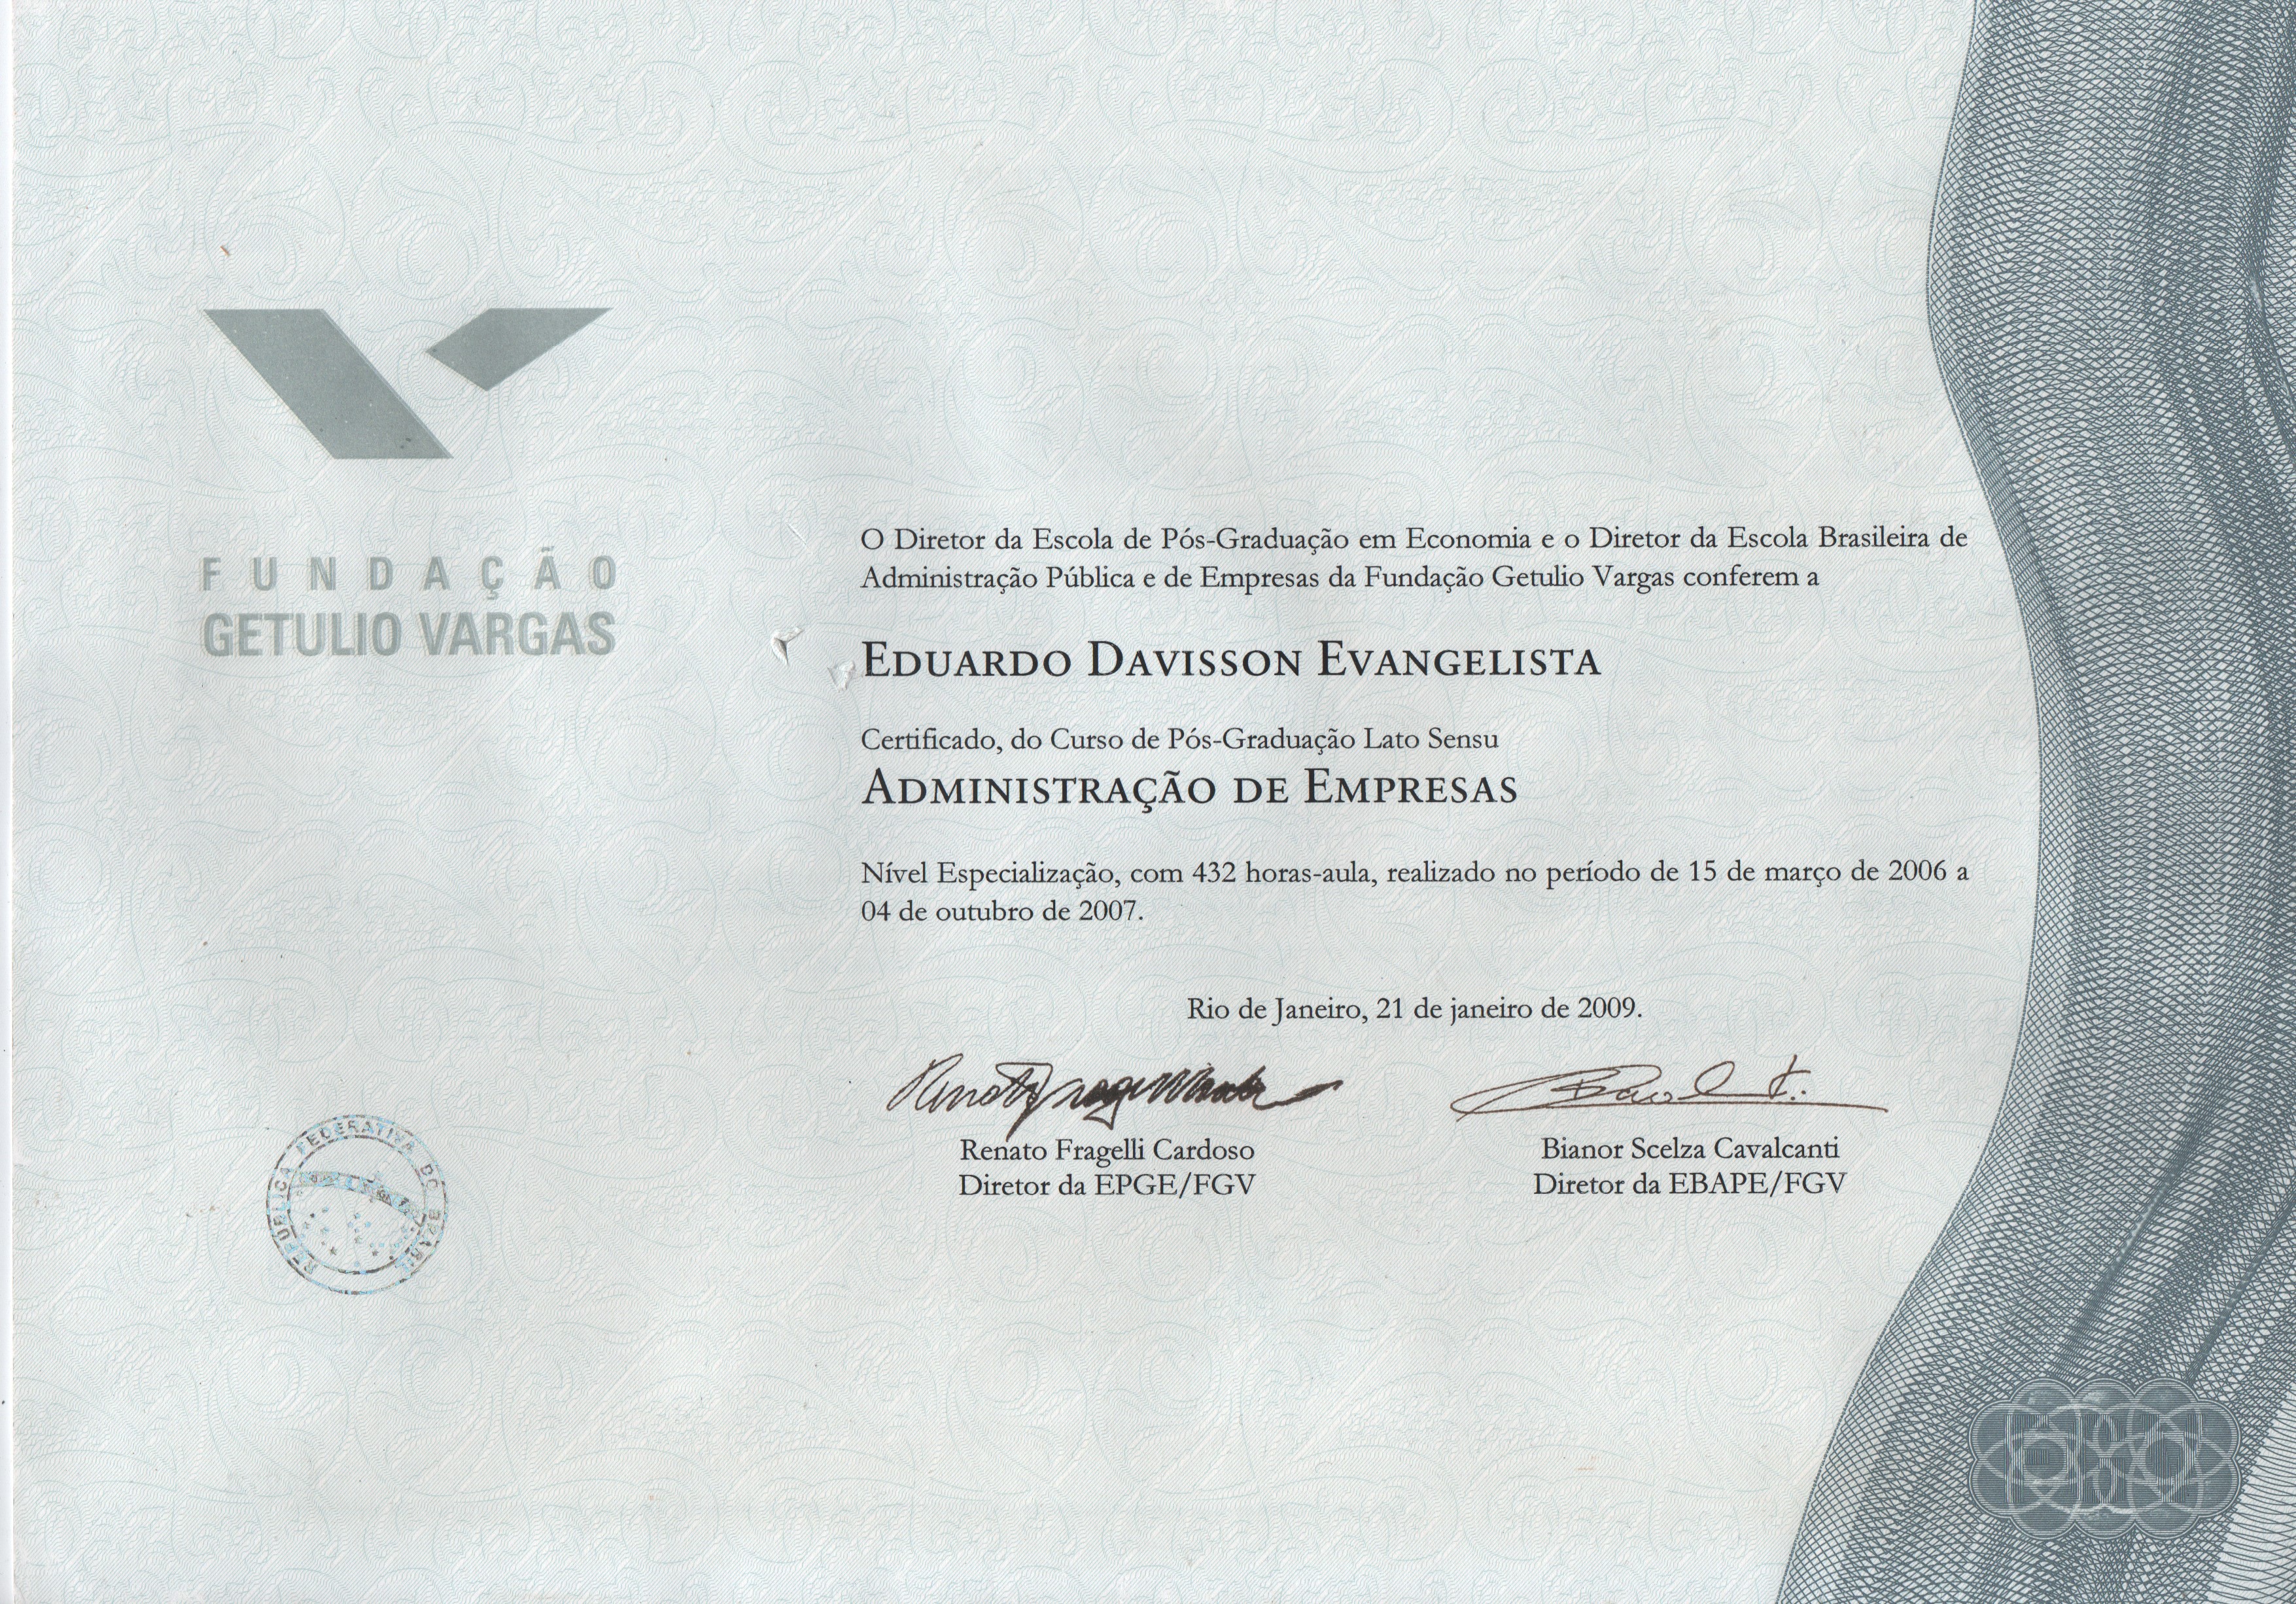 FUNDAÇÃO
GETULIO VARGAS
O Diretor da Escola de Pós-Graduação em Economia e o Diretor da Escola Brasileira de
Administração Pública e de Empresas da Fundação Getulio Vargas conferem a
EDUARDO DAVISSON EVANGELISTA
Certificado, do Curso de Pós-Graduação Lato Sensu
ADMINISTRAÇÃO DE EMPRESAS
Nível Especialização, com 432 horas-aula, realizado no período de 15 de março de 2006 a
04 de outubro de 2007.
Rio de Janeiro, 21 de janeiro de 2009.
Renato Fragelli Cardoso
Diretor da EPGE/FGV
Bianor Scelza Cavalcanti
Diretor da EBAPE/FGV
REPÚBLICA FEDERATIVA DO BRASIL